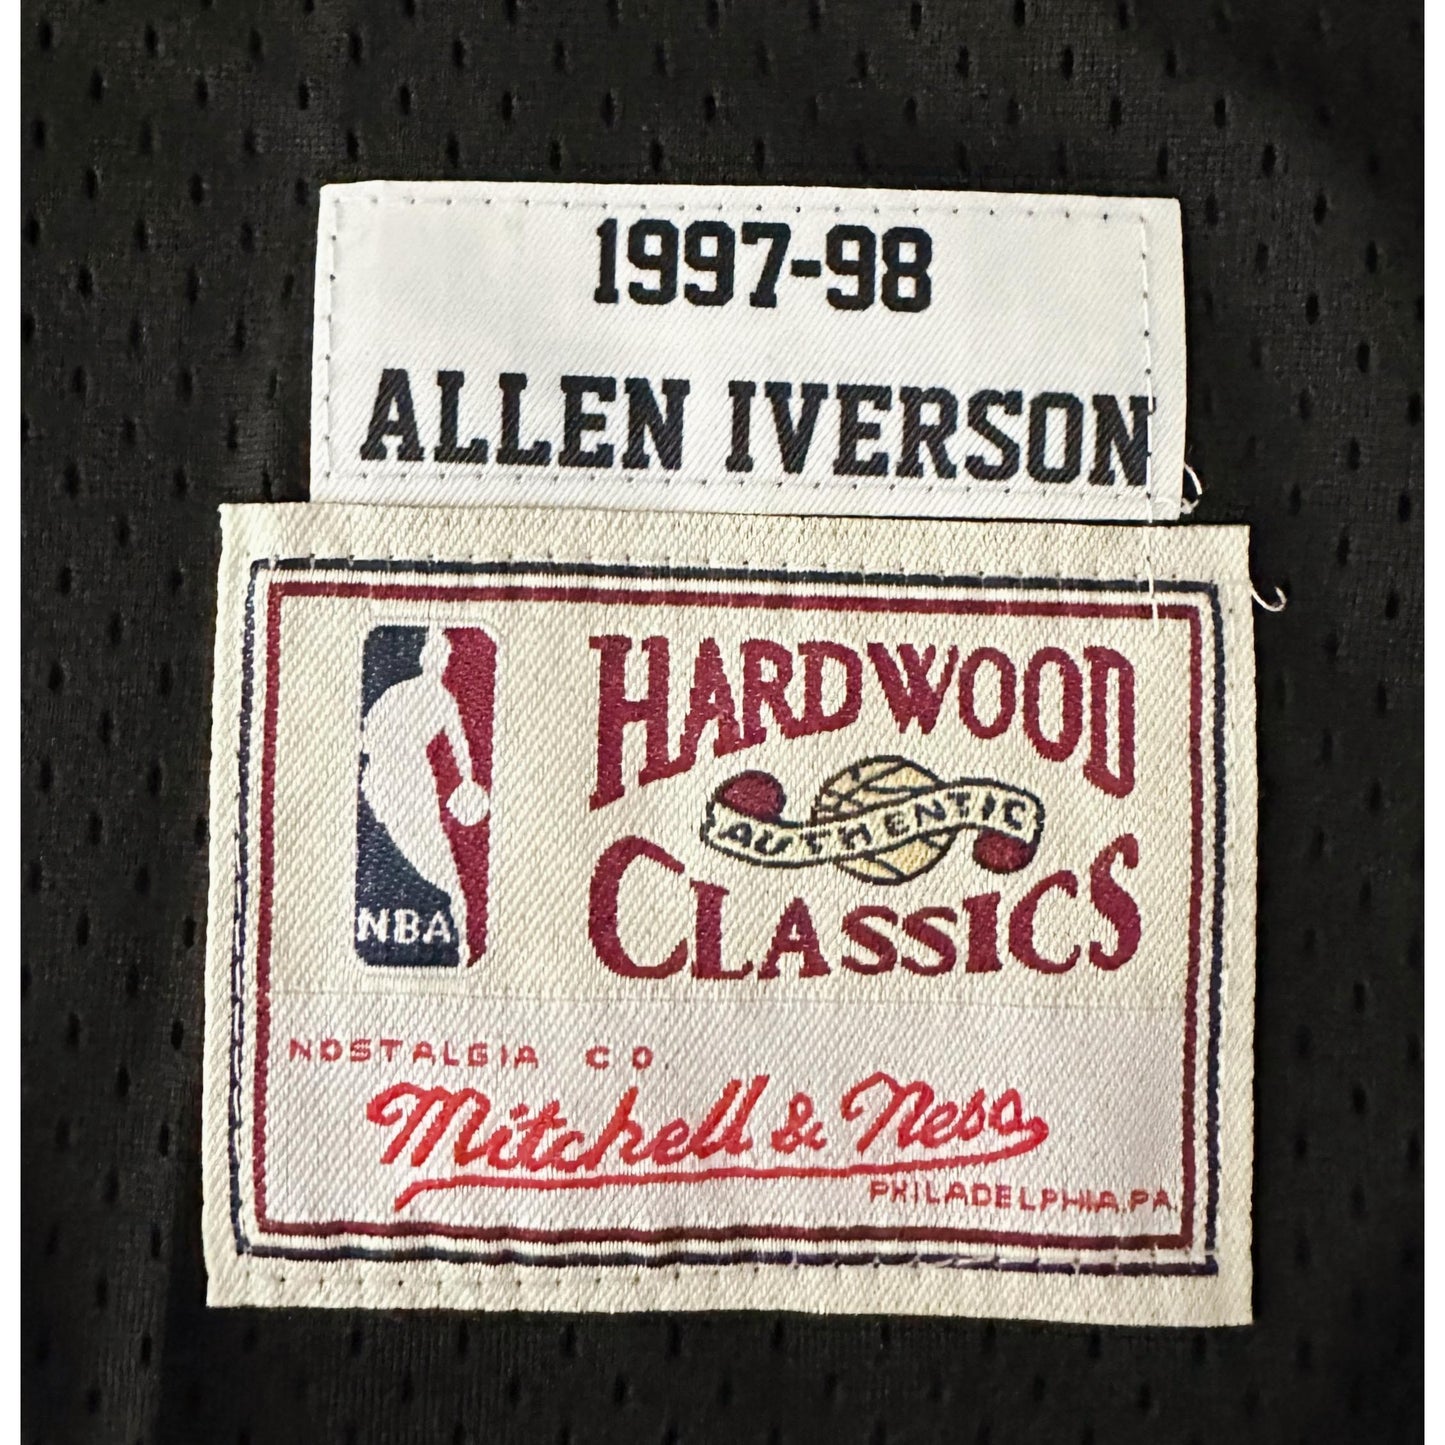 1997-98
ALLEN IVERSON
NBA
HARDWOOD
AUTHENTIC
CLASSICS
NOSTALGIA CO
Mitchell & Ness
PHILADELPHIA, PA.